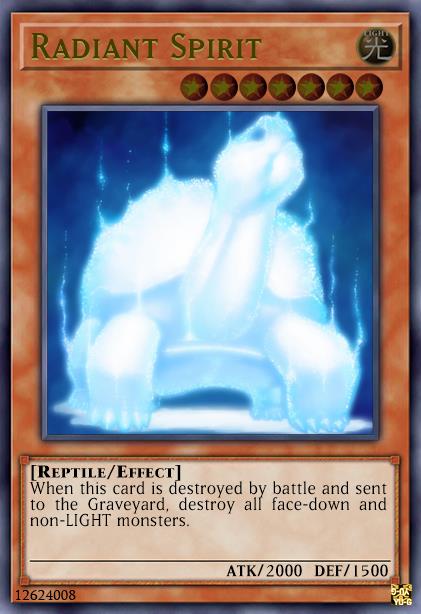 Radiant Spirit
LIGHT
光
[Reptile/Effect]
When this card is destroyed by battle and sent
to the Graveyard, destroy all face-down and
non-LIGHT monsters.
ATK/2000 DEF/1500
12624008